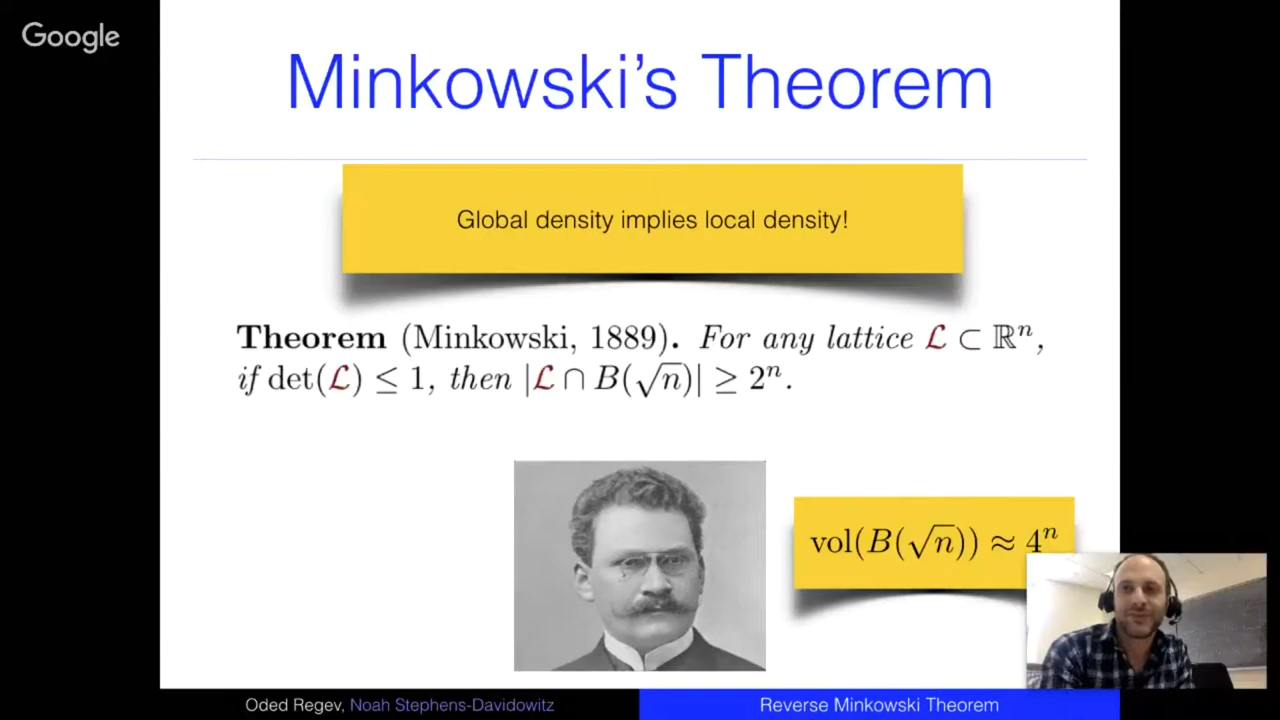 Google
Minkowski's Theorem
Global density implies local density!
Theorem (Minkowski, 1889). For any lattice ℒ ⊂ ℝⁿ,
if det(ℒ) ≤ 1, then |ℒ ∩ B(√n)| ≥ 2ⁿ.
vol(B(√n)) ≈ 4ⁿ
Oded Regev, Noah Stephens-Davidowitz
Reverse Minkowski Theorem